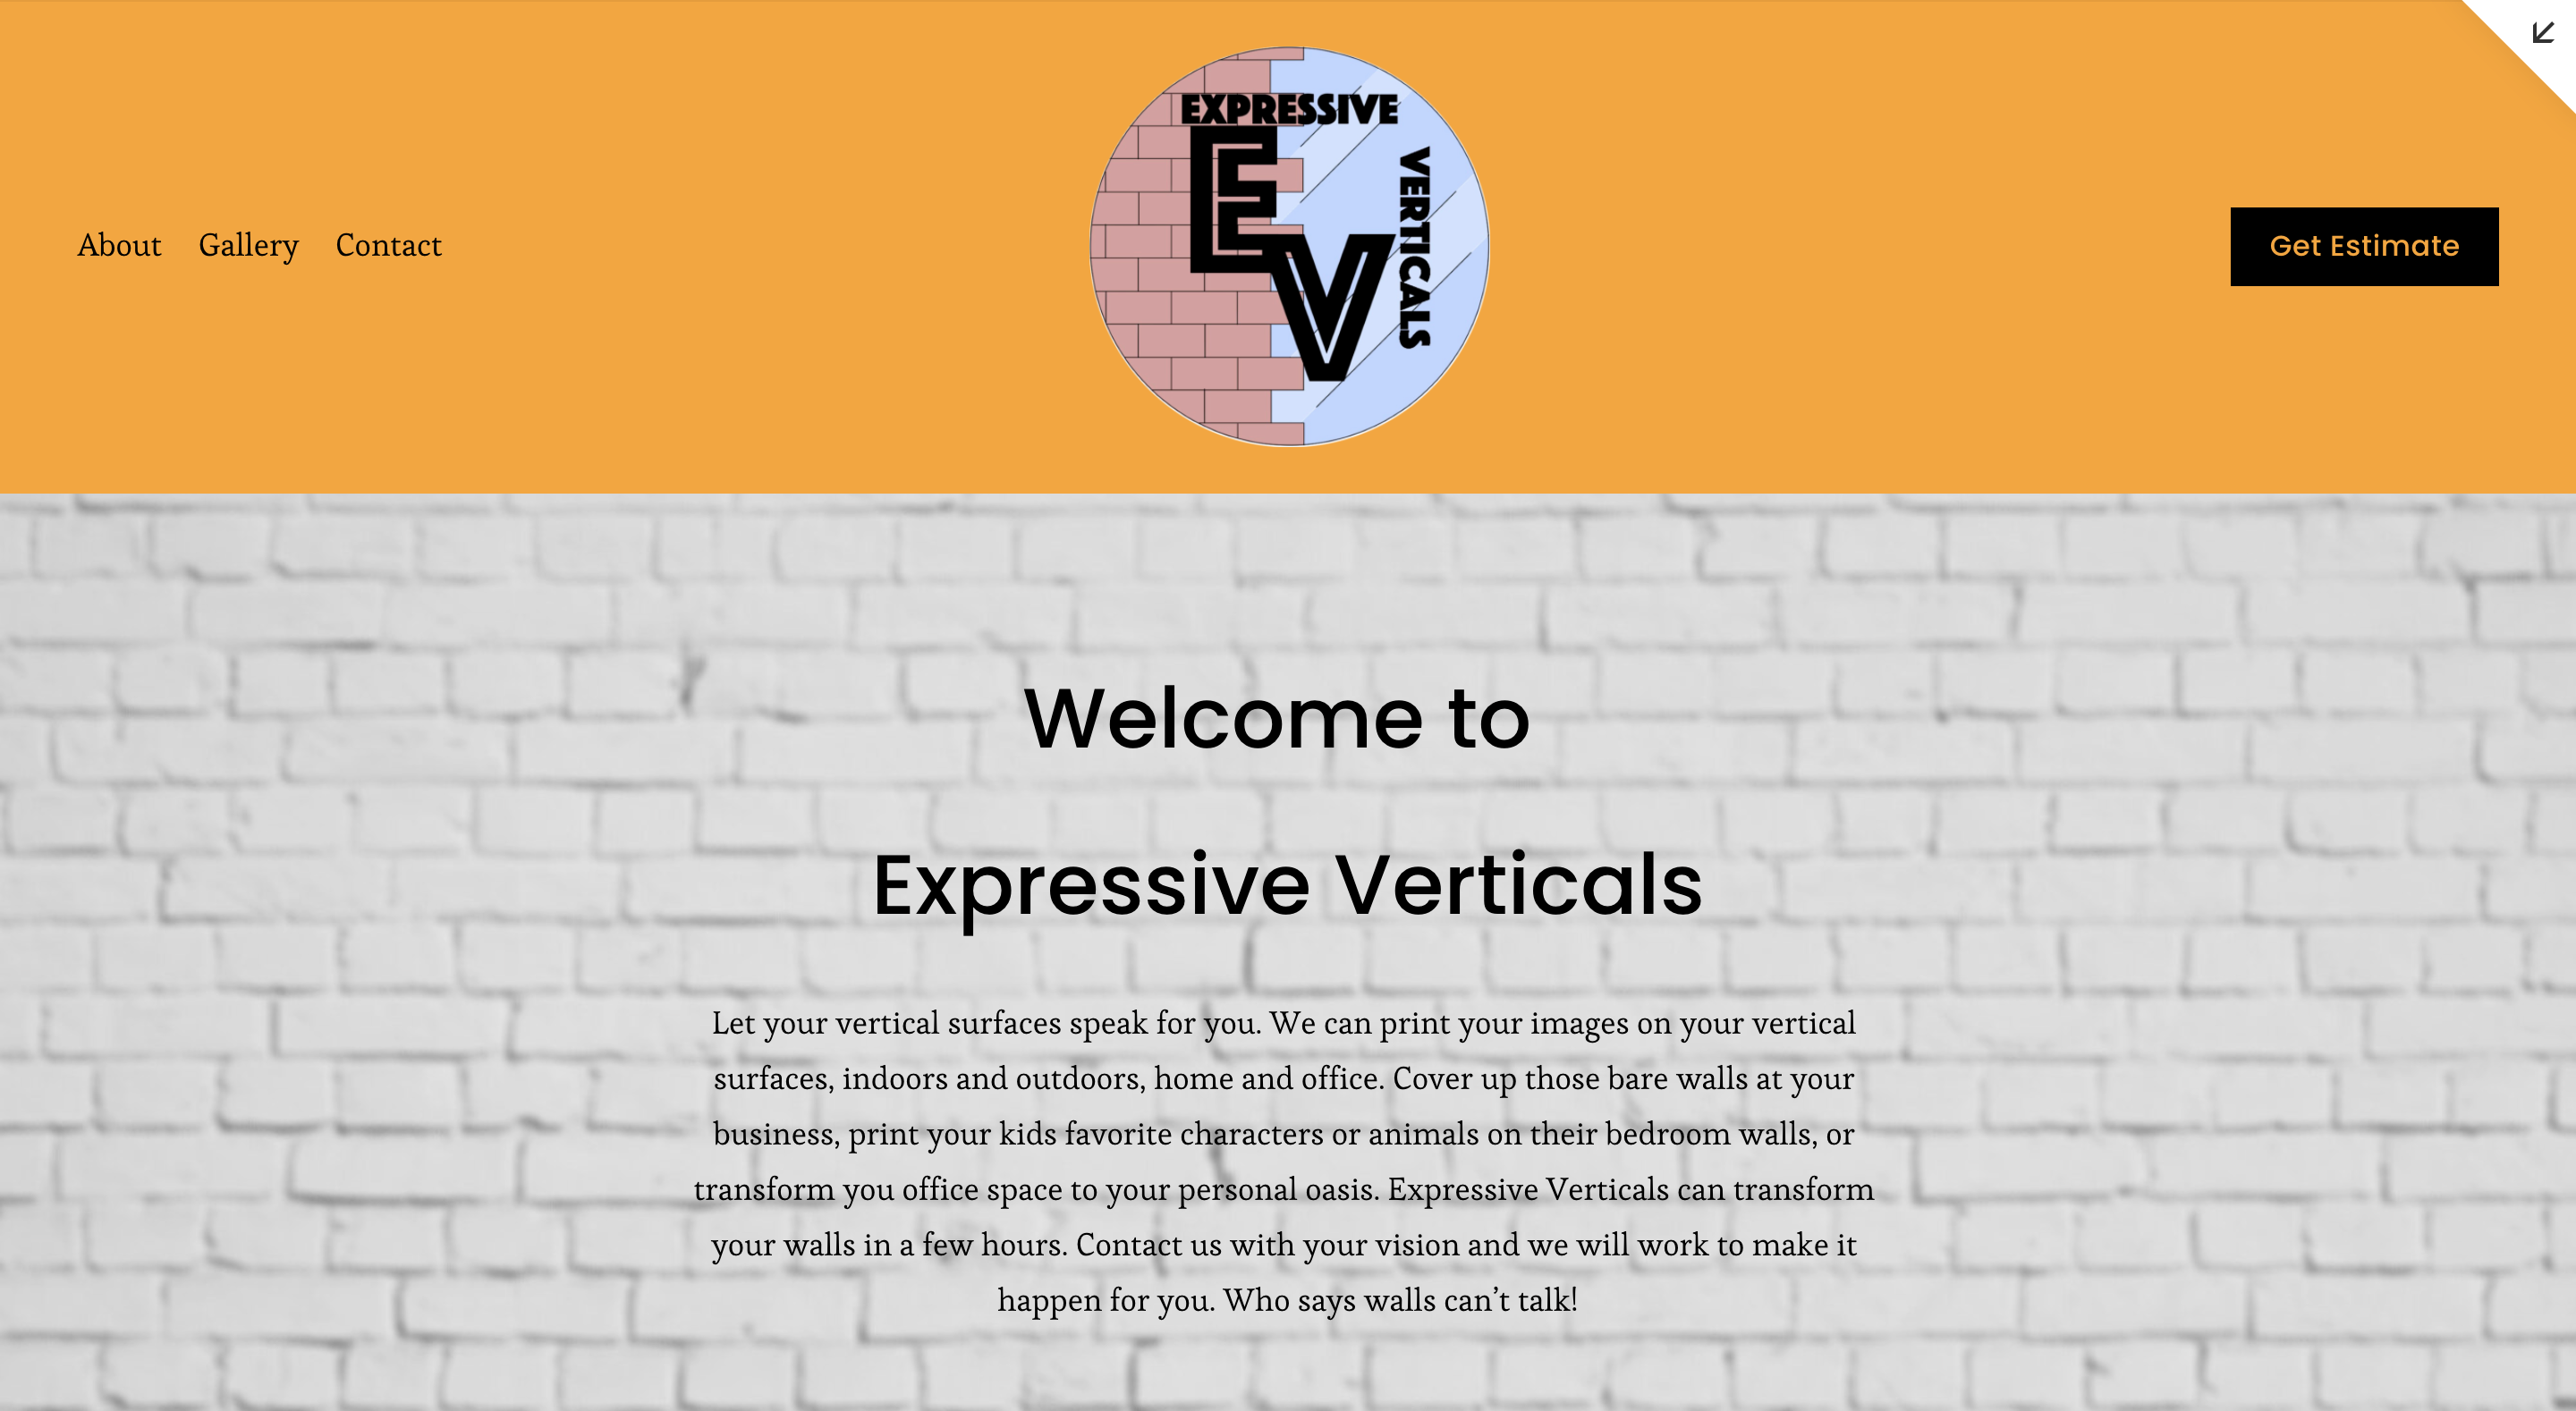 EXPRESSIVE
EV
VERTICALS
About Gallery Contact
Get Estimate
Welcome to
Expressive Verticals
Let your vertical surfaces speak for you. We can print your images on your vertical
surfaces, indoors and outdoors, home and office. Cover up those bare walls at your
business, print your kids favorite characters or animals on their bedroom walls, or
transform you office space to your personal oasis. Expressive Verticals can transform
your walls in a few hours. Contact us with your vision and we will work to make it
happen for you. Who says walls can’t talk!